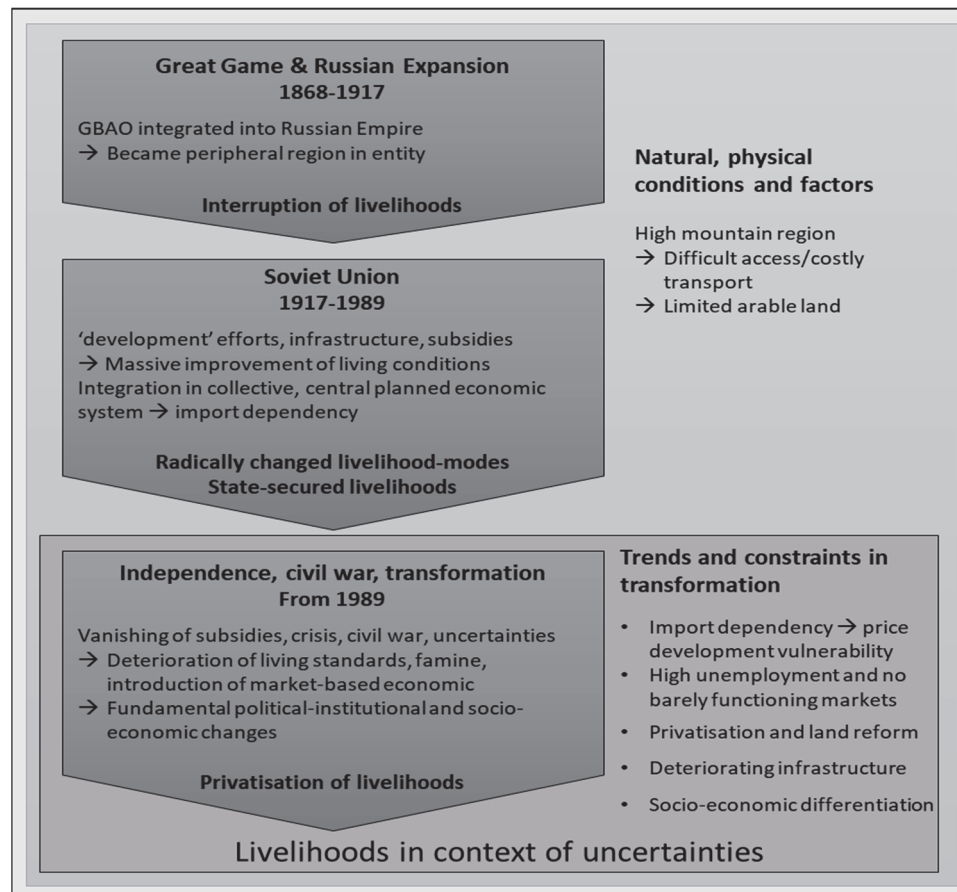 Great Game & Russian Expansion
1868-1917
GBAO integrated into Russian Empire
→ Became peripheral region in entity
Interruption of livelihoods
Natural, physical
conditions and factors
High mountain region
→ Difficult access/costly
transport
→ Limited arable land
Soviet Union
1917-1989
‘development’ efforts, infrastructure, subsidies
→ Massive improvement of living conditions
Integration in collective, central planned economic
system → import dependency
Radically changed livelihood-modes
State-secured livelihoods
Independence, civil war, transformation
From 1989
Vanishing of subsidies, crisis, civil war, uncertainties
→ Deterioration of living standards, famine,
introduction of market-based economic
→ Fundamental political-institutional and socio-
economic changes
Privatisation of livelihoods
Trends and constraints in
transformation
• Import dependency → price
development vulnerability
• High unemployment and no
barely functioning markets
• Privatisation and land reform
• Deteriorating infrastructure
• Socio-economic differentiation
Livelihoods in context of uncertainties